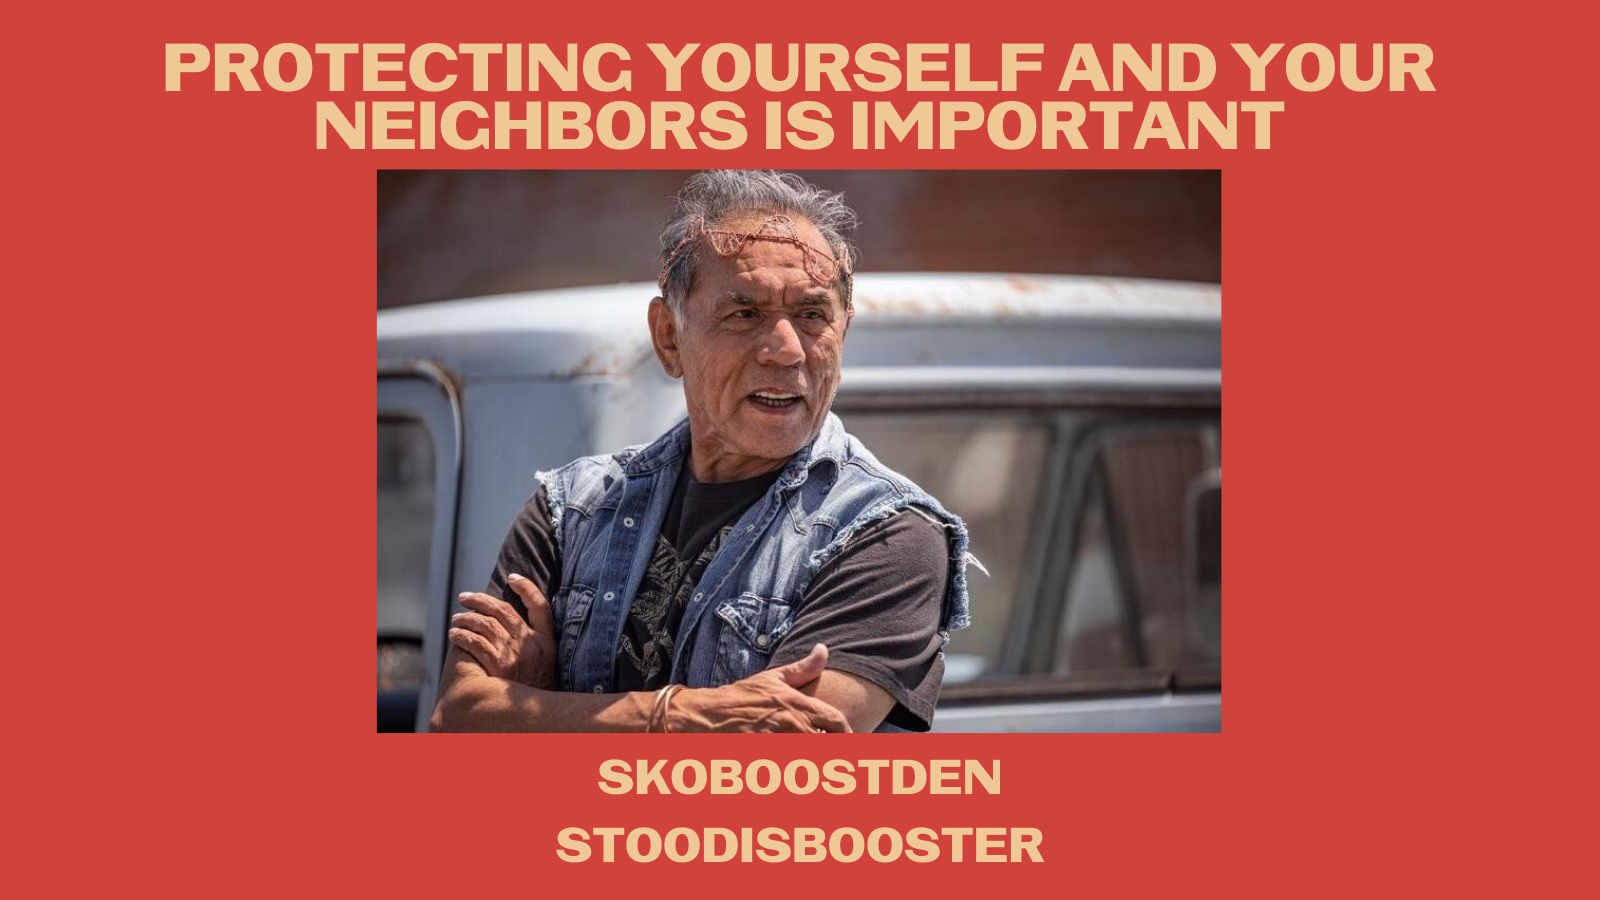 PROTECTING YOURSELF AND YOUR
NEIGHBORS IS IMPORTANT
SKOBOOSTDEN
STOODISBOOSTER